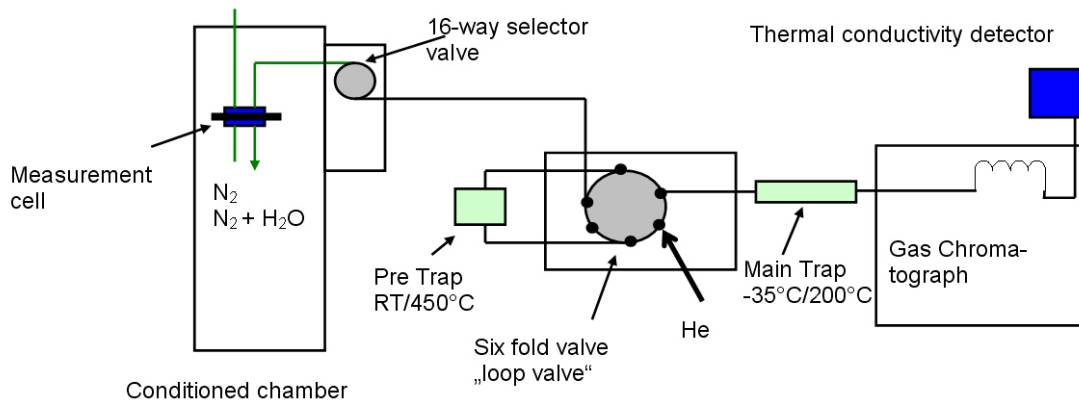 16-way selector
valve
Thermal conductivity detector
Measurement
cell
N₂
N₂ + H₂O
Pre Trap
RT/450°C
Main Trap
-35°C/200°C
Gas Chroma-
tograph
He
Six fold valve
„loop valve“
Conditioned chamber